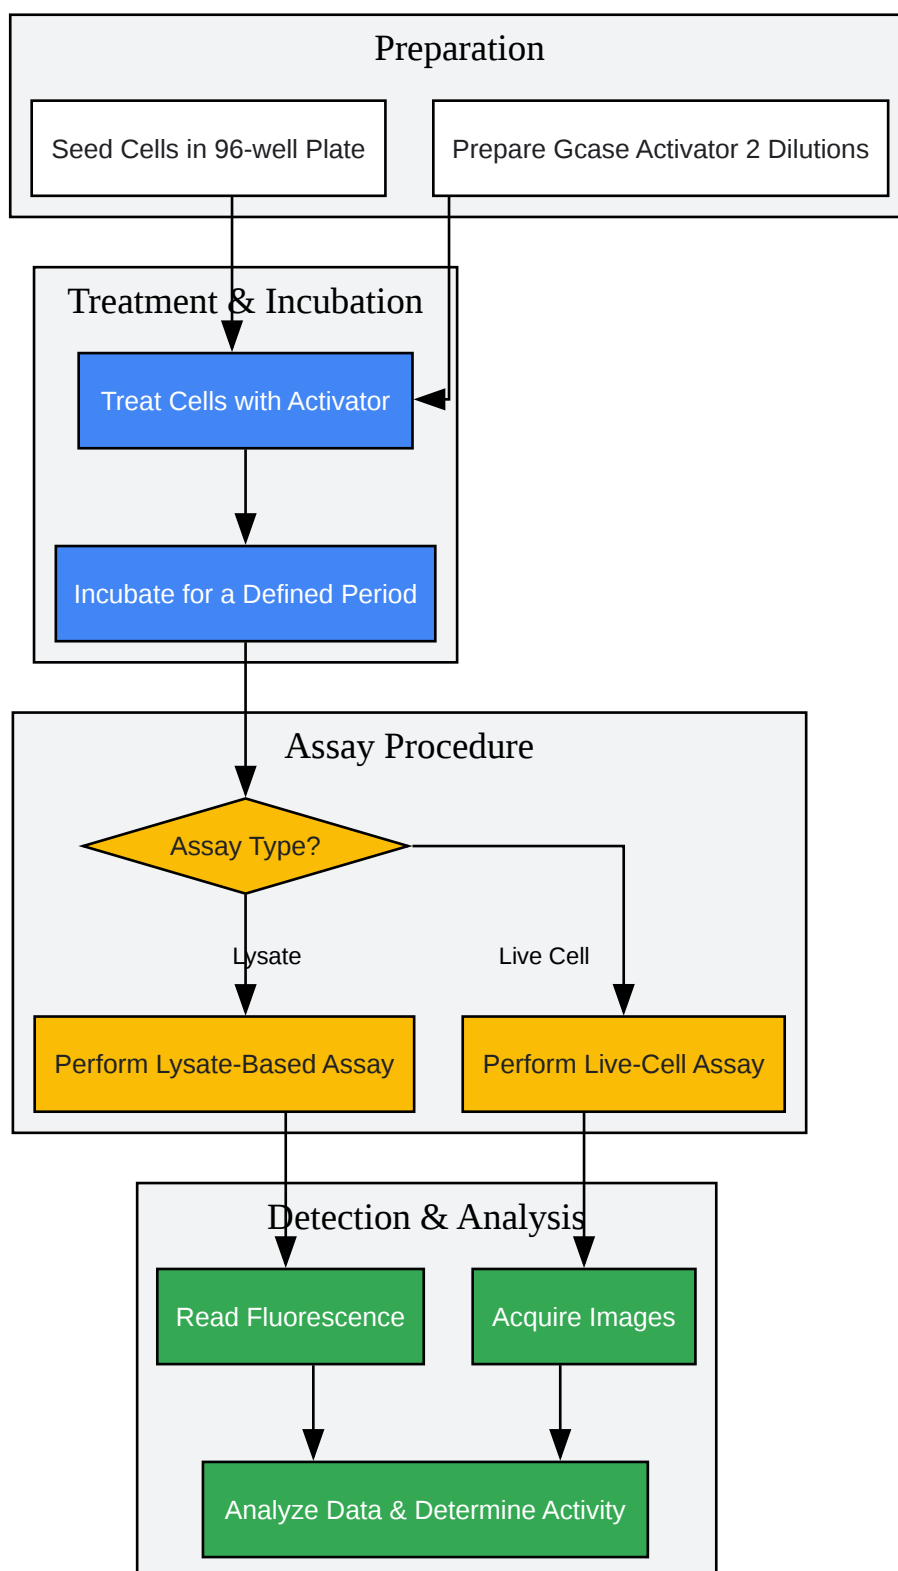 Preparation
Seed Cells in 96-well Plate
Prepare Gcase Activator 2 Dilutions
Treatment & Incubation
Treat Cells with Activator
Incubate for a Defined Period
Assay Procedure
Assay Type?
Lysate
Live Cell
Perform Lysate-Based Assay
Perform Live-Cell Assay
Detection & Analysis
Read Fluorescence
Acquire Images
Analyze Data & Determine Activity